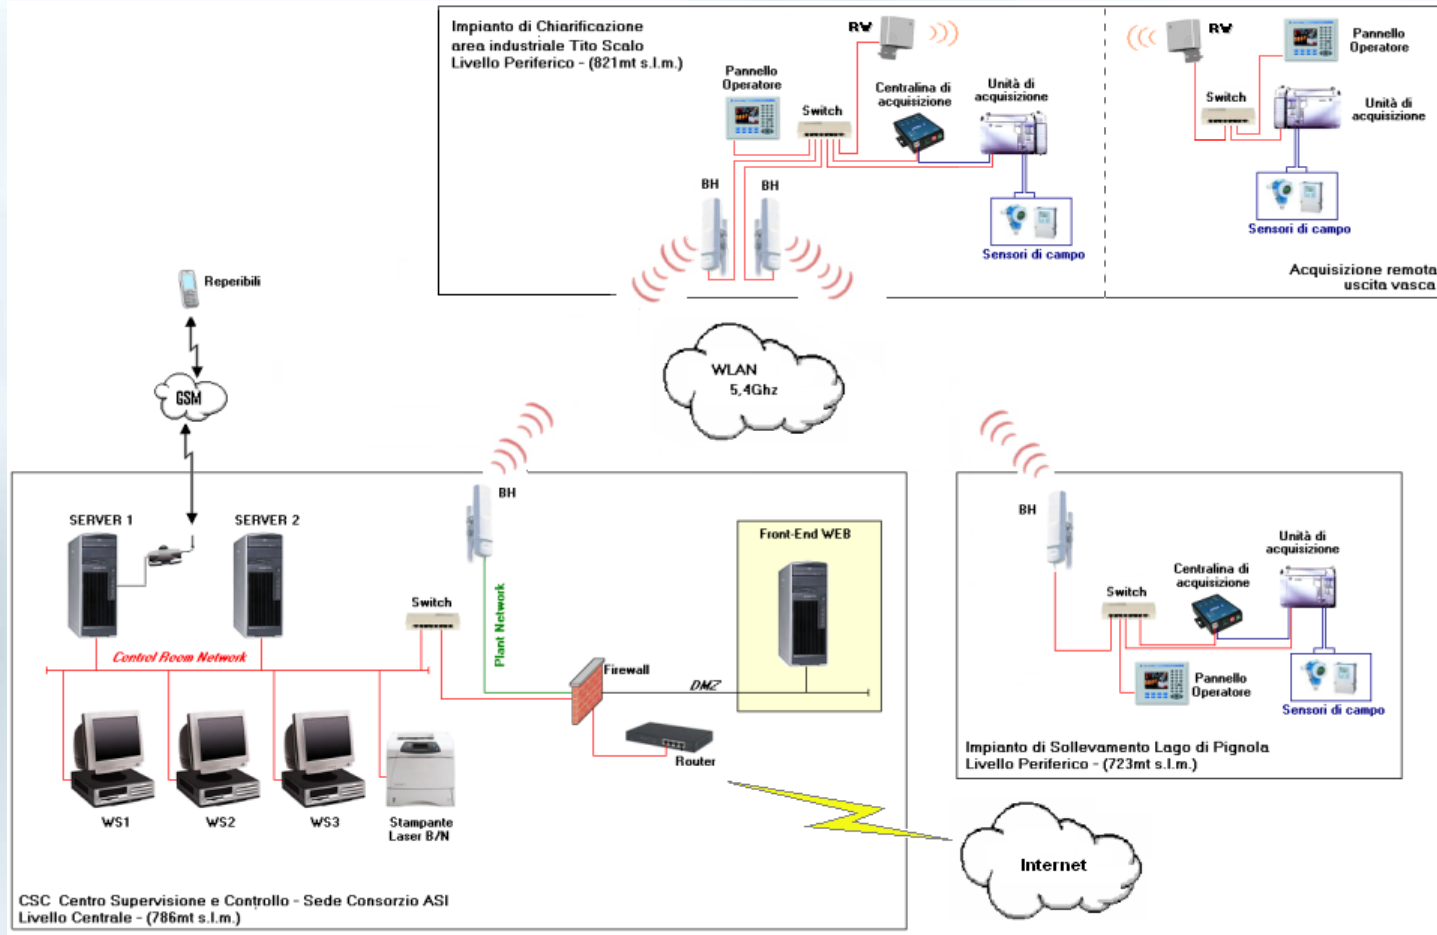 Impianto di Chiarificazione
area industriale Tito Scalo
Livello Periferico - (821mt s.l.m.)
RW
RW
Pannello
Operatore
Pannello
Operatore
Switch
Centralina di
acquisizione
Unità di
acquisizione
Switch
Unità di
acquisizione
BH
BH
Sensori di campo
Sensori di campo
Acquisizione remota
uscita vasca
Reperibili
GSM
WLAN
5,4Ghz
SERVER 1
SERVER 2
BH
Front-End WEB
Switch
Plant Network
Control Room Network
Firewall
DMZ
Router
WS1
WS2
WS3
Stampante
Laser B/N
CSC Centro Supervisione e Controllo - Sede Consorzio ASI
Livello Centrale - (786mt s.l.m.)
BH
Unità di
acquisizione
Centralina di
acquisizione
Switch
Pannello
Operatore
Sensori di campo
Impianto di Sollevamento Lago di Pignola
Livello Periferico - (723mt s.l.m.)
Internet